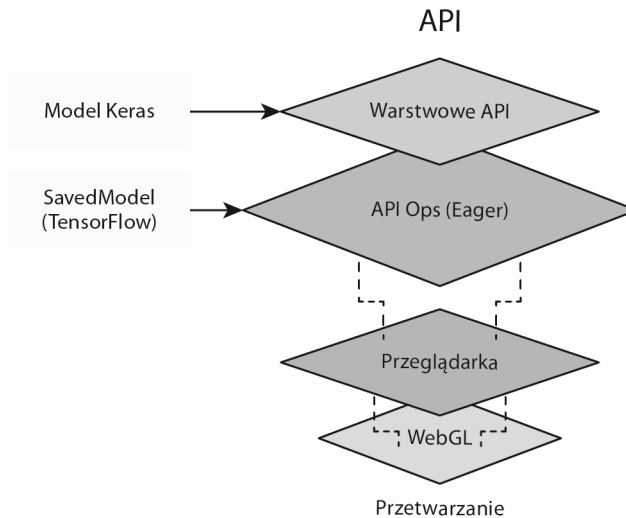 API
Model Keras
Warstwowe API
SavedModel
(TensorFlow)
API Ops (Eager)
Przeglądarka
WebGL
Przetwarzanie